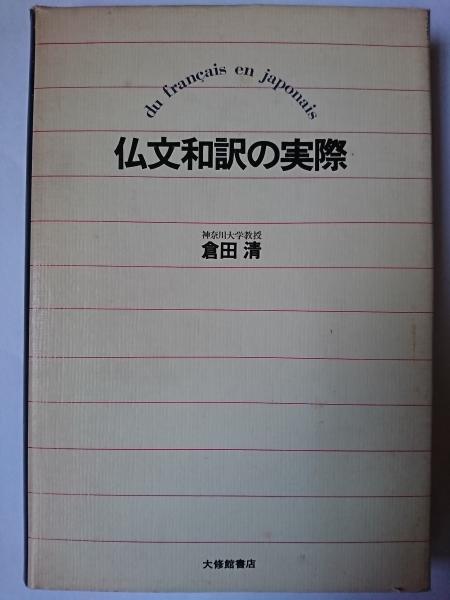 du français en japonais
仏文和訳の実際
神奈川大学教授
倉田 清
大修館書店